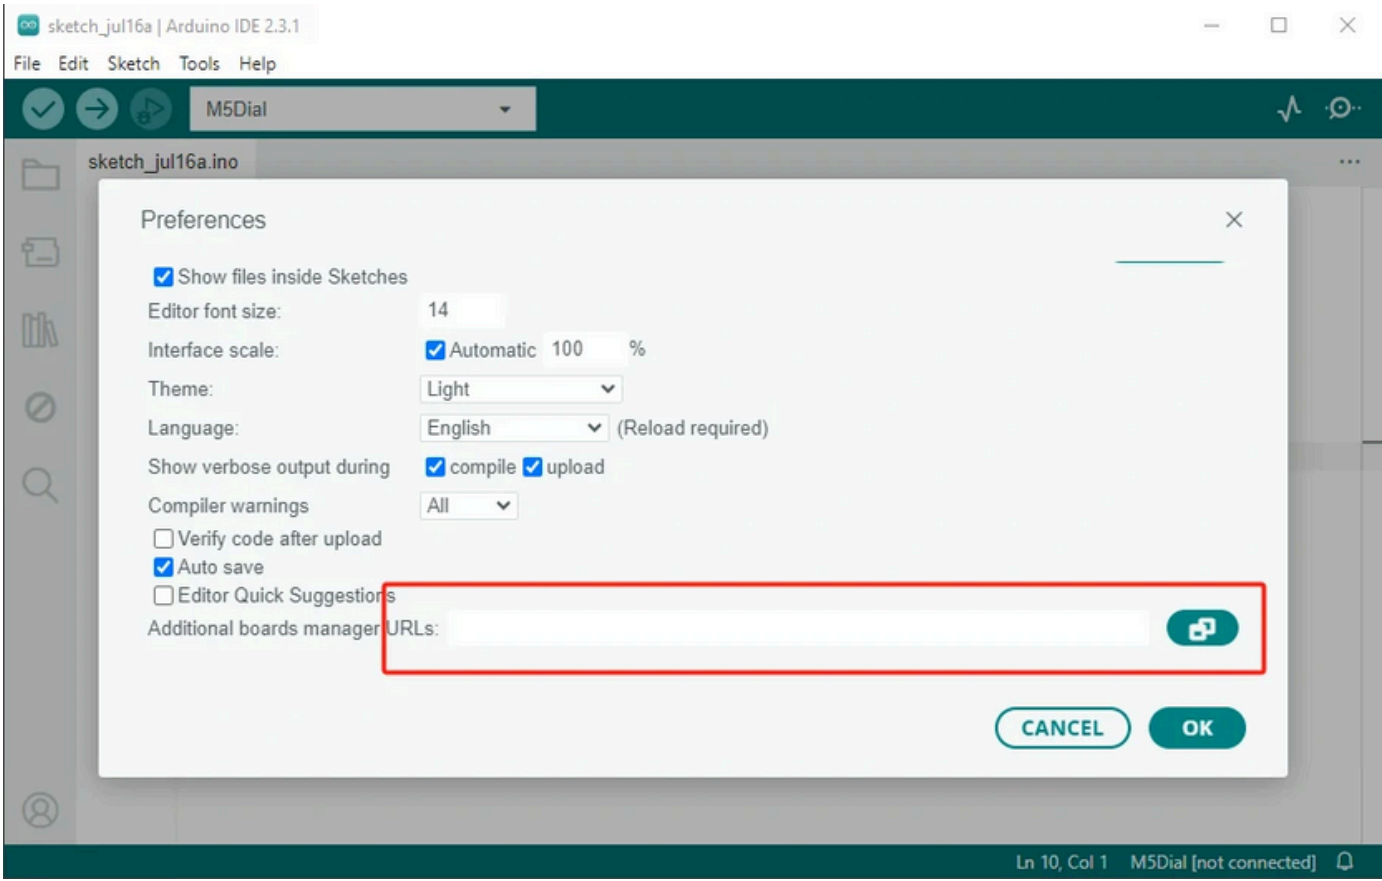 sketch_jul16a | Arduino IDE 2.3.1
File Edit Sketch Tools Help
M5Dial
sketch_jul16a.ino
Preferences
Show files inside Sketches
Editor font size: 14
Interface scale: Automatic 100 %
Theme: Light
Language: English (Reload required)
Show verbose output during compile upload
Compiler warnings All
Verify code after upload
Auto save
Editor Quick Suggestions
Additional boards manager URLs:
CANCEL OK
Ln 10, Col 1 M5Dial [not connected]